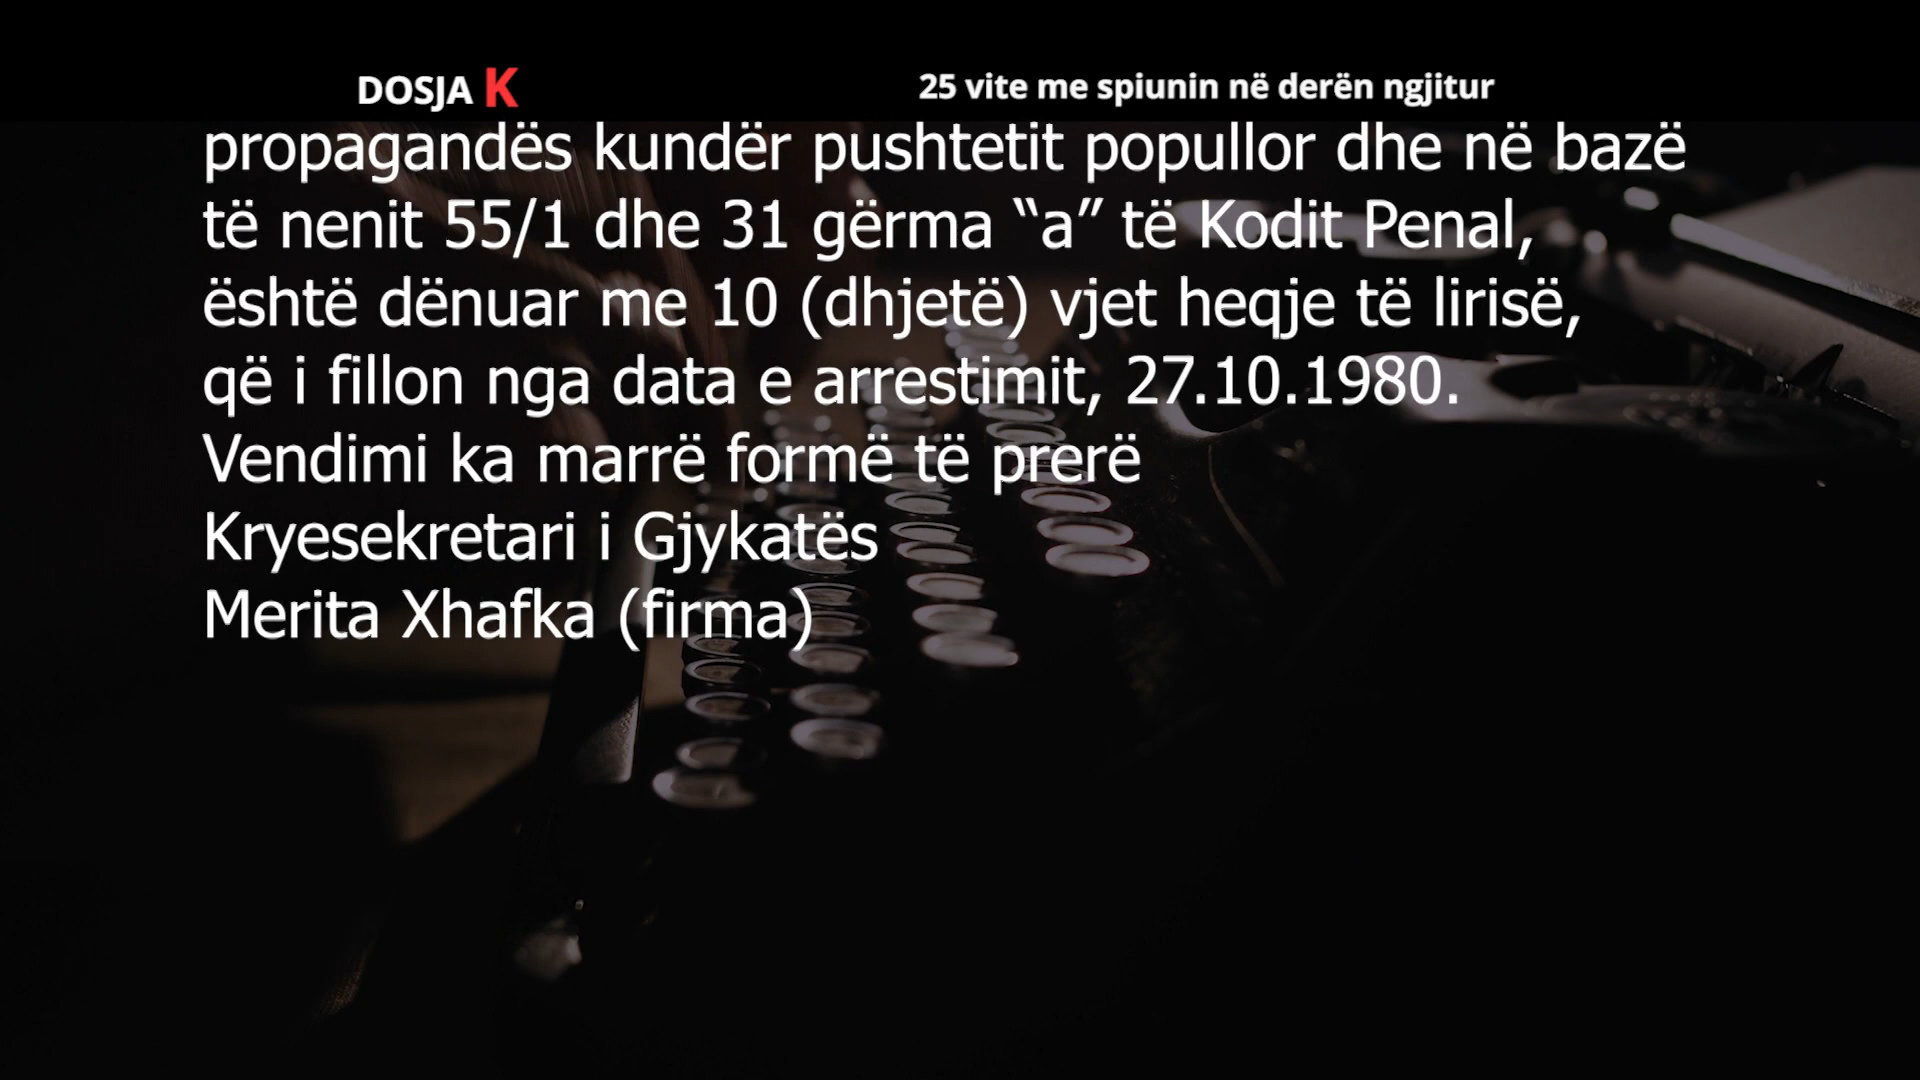 DOSJA K
25 vite me spiunin në derën ngjitur
propagandës kundër pushtetit popullor dhe në bazë
të nenit 55/1 dhe 31 gërma “a” të Kodit Penal,
është dënuar me 10 (dhjetë) vjet heqje të lirisë,
që i fillon nga data e arrestimit, 27.10.1980.
Vendimi ka marrë formë të prerë
Kryesekretari i Gjykatës
Merita Xhafka (firma)